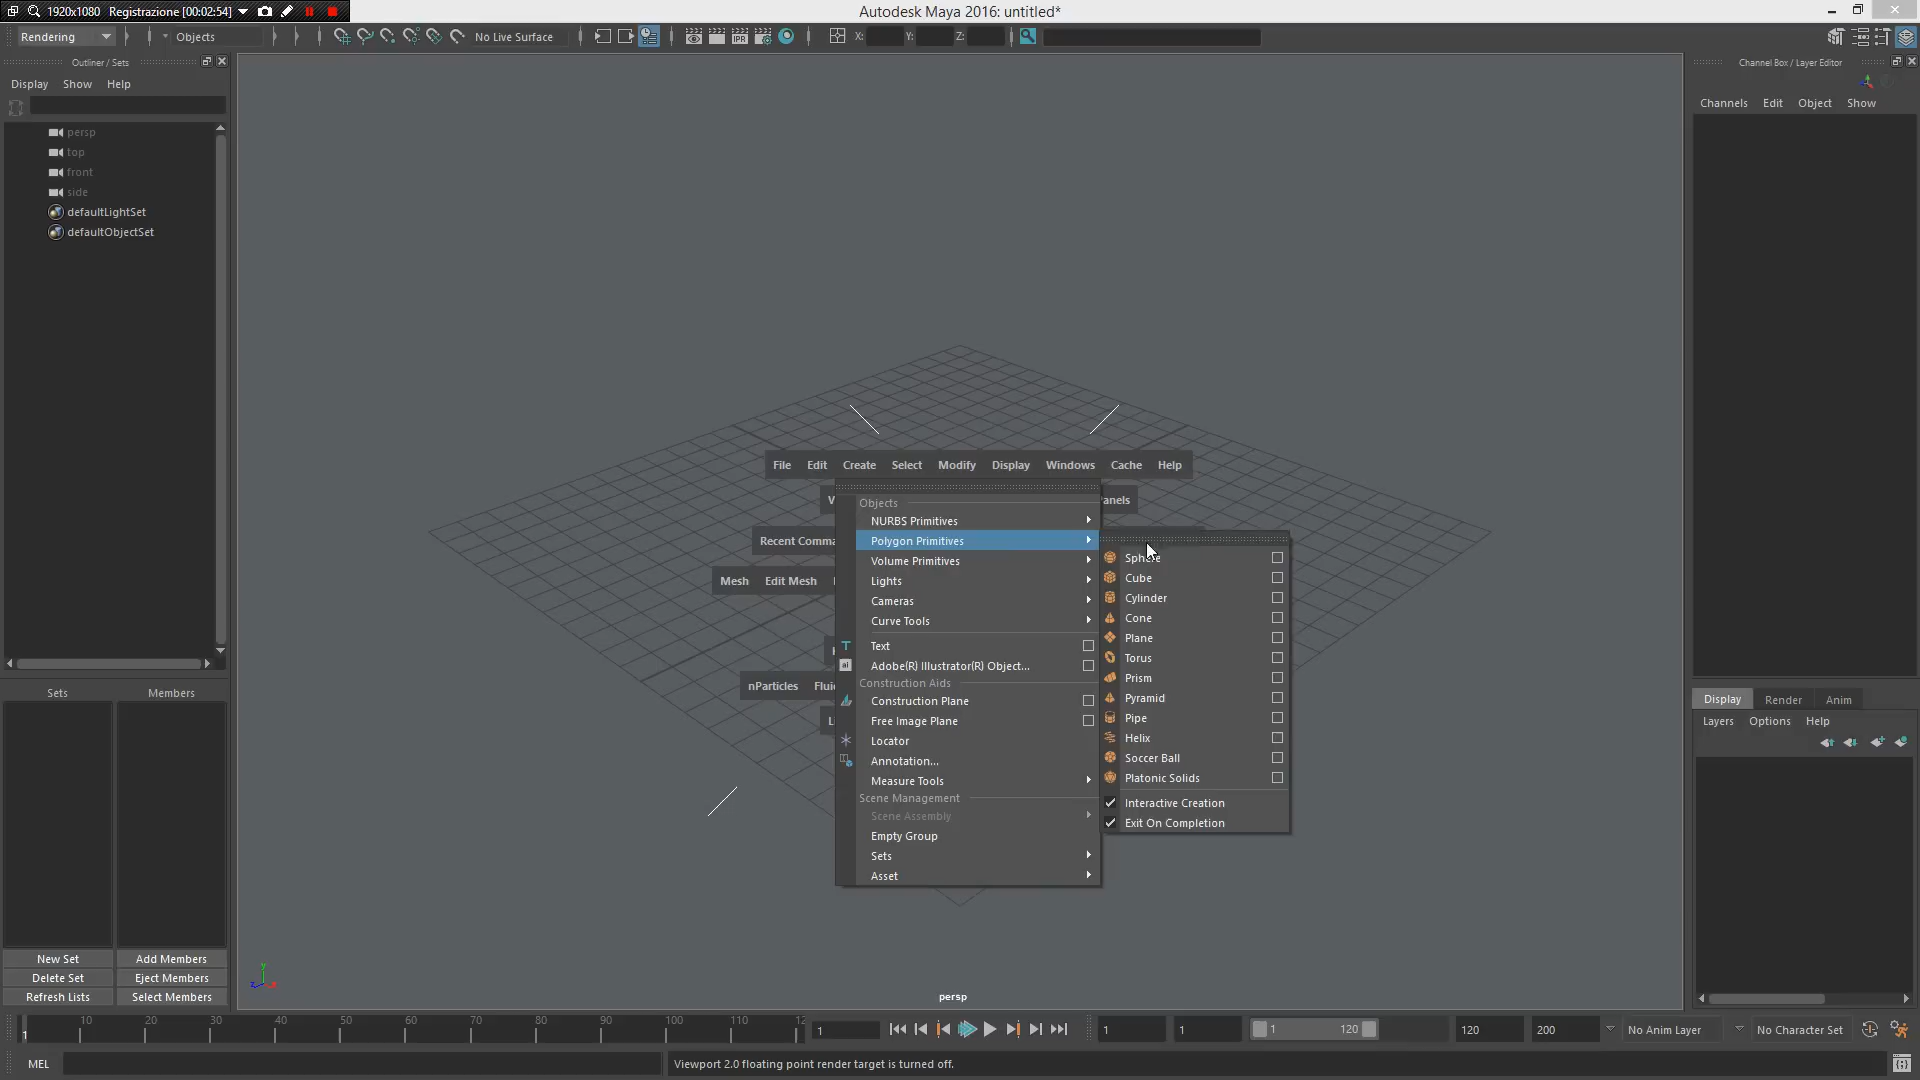 1920x1080 Registrazione [00:02:54]
Autodesk Maya 2016: untitled*
Rendering Objects No Live Surface X: Y: Z:
Outliner / Sets
Display Show Help
persp
top
front
side
defaultLightSet
defaultObjectSet
Sets Members
New Set Add Members
Delete Set Eject Members
Refresh Lists Select Members
File Edit Create Select Modify Display Windows Cache Help
Recent
Mesh Edit Mesh
nParticles
Objects
NURBS Primitives
Polygon Primitives
Volume Primitives
Lights
Cameras
Curve Tools
Text
Adobe(R) Illustrator(R) Object...
Construction Aids
Construction Plane
Free Image Plane
Locator
Annotation...
Measure Tools
Scene Management
Scene Assembly
Empty Group
Sets
Asset
Cube
Cylinder
Cone
Plane
Torus
Prism
Pyramid
Pipe
Helix
Soccer Ball
Platonic Solids
Interactive Creation
Exit On Completion
persp
Channel Box / Layer Editor
Channels Edit Object Show
Display Render Anim
Layers Options Help
1 10 20 30 40 50 60 70 80 90 100 110
1 1 1 1 120 120 200 No Anim Layer No Character Set
MEL Viewport 2.0 floating point render target is turned off.